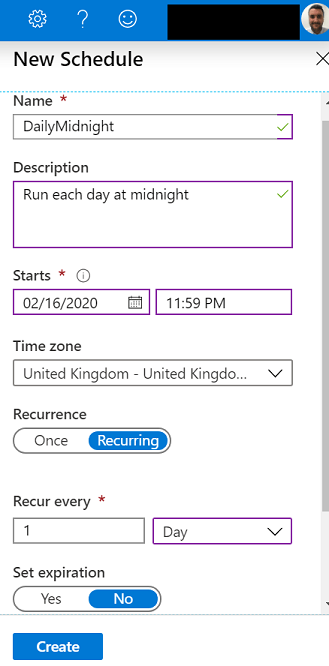 New Schedule
Name *
DailyMidnight
Description
Run each day at midnight
Starts *
02/16/2020 11:59 PM
Time zone
United Kingdom - United Kingdo...
Recurrence
Once Recurring
Recur every *
1 Day
Set expiration
Yes No
Create